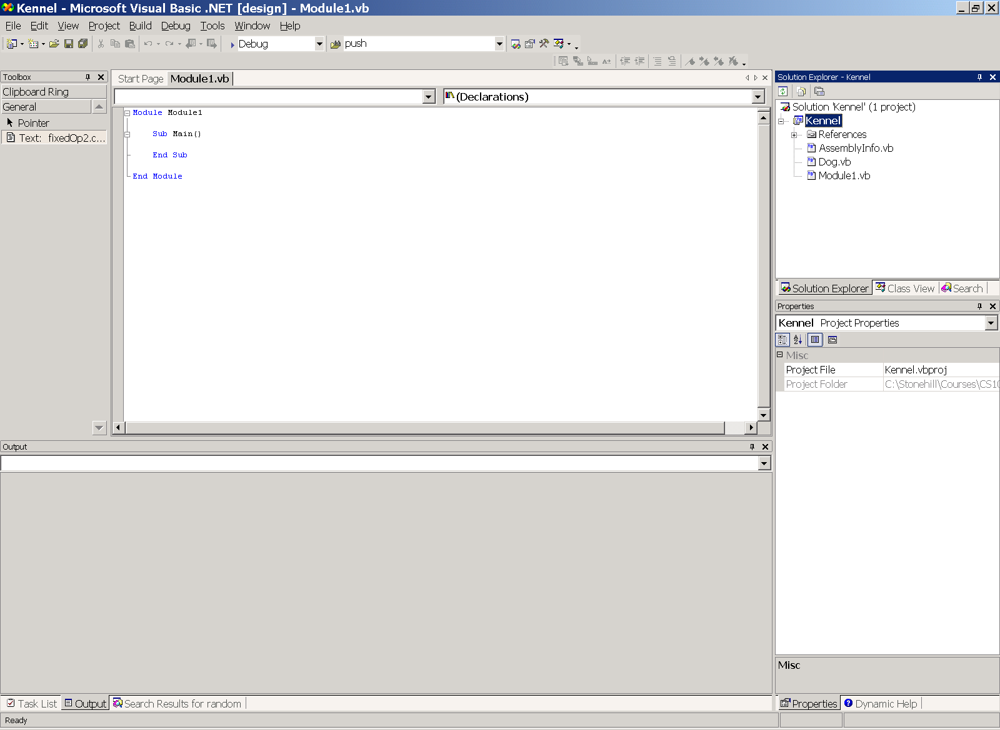 Kennel - Microsoft Visual Basic .NET [design] - Module1.vb
File Edit View Project Build Debug Tools Window Help
Debug push
Toolbox
Clipboard Ring
General
Pointer
Text: fixedOp2.c...
Start Page Module1.vb
(Declarations)
Module Module1
Sub Main()
End Sub
End Module
Solution Explorer - Kennel
Solution 'Kennel' (1 project)
Kennel
References
AssemblyInfo.vb
Dog.vb
Module1.vb
Solution Explorer Class View Search
Properties
Kennel Project Properties
Misc
Project File Kennel.vbproj
Project Folder C:\Stonehill\Courses\CS10
Misc
Properties Dynamic Help
Output
Task List Output Search Results for random
Ready